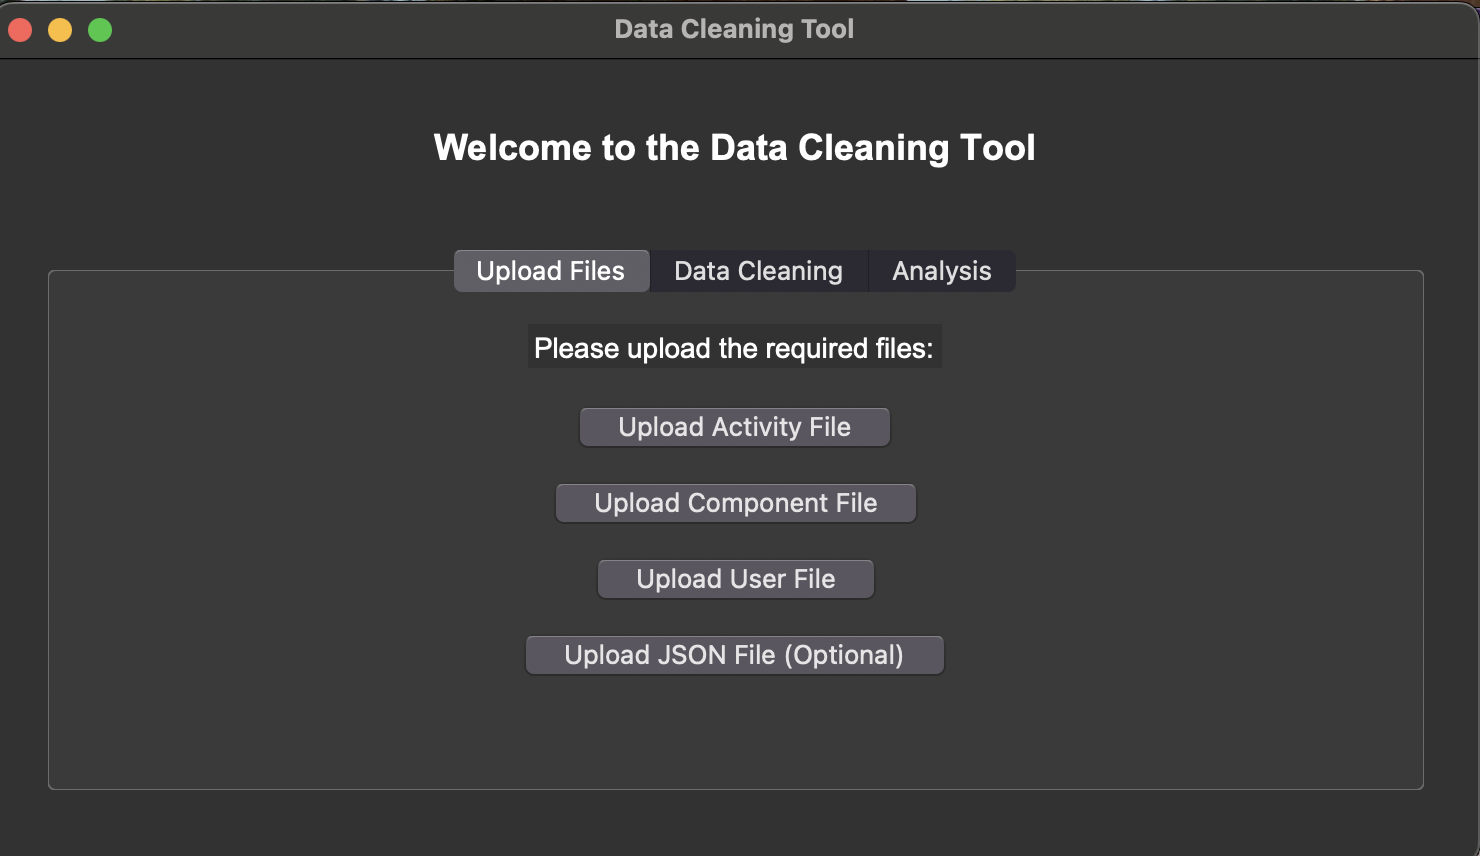 Data Cleaning Tool
Welcome to the Data Cleaning Tool
Upload Files Data Cleaning Analysis
Please upload the required files:
Upload Activity File
Upload Component File
Upload User File
Upload JSON File (Optional)